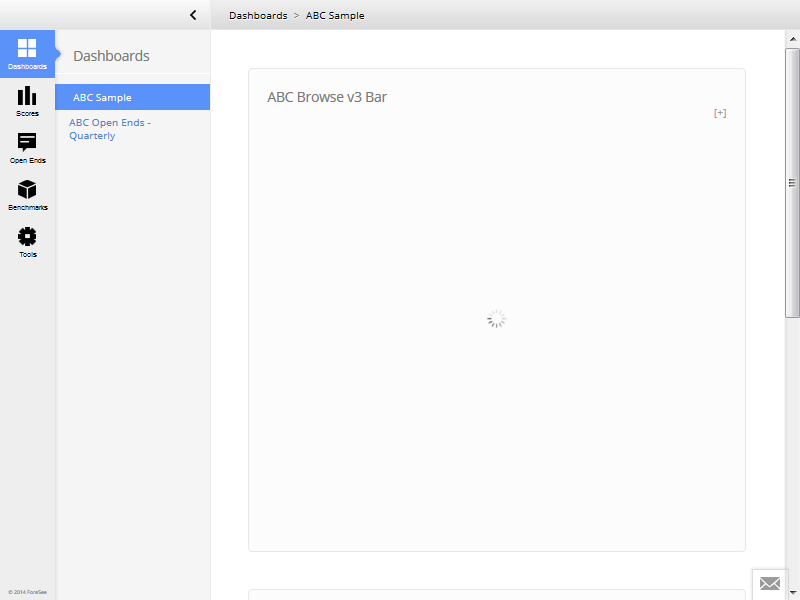 Dashboards > ABC Sample
Dashboards
Dashboards
ABC Sample
ABC Open Ends -
Quarterly
Scores
Open Ends
Benchmarks
Tools
ABC Browse v3 Bar
[+]
© 2014 ForeSee